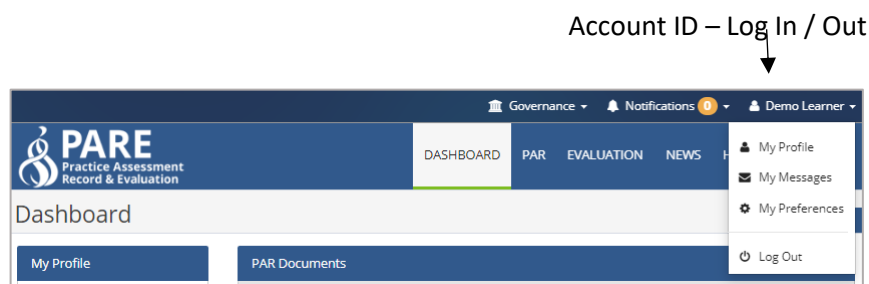 Account ID – Log In / Out
Governance Notifications 0 Demo Learner
PARE
Practice Assessment
Record & Evaluation
DASHBOARD PAR EVALUATION NEWS
My Profile
My Messages
My Preferences
Log Out
Dashboard
My Profile PAR Documents